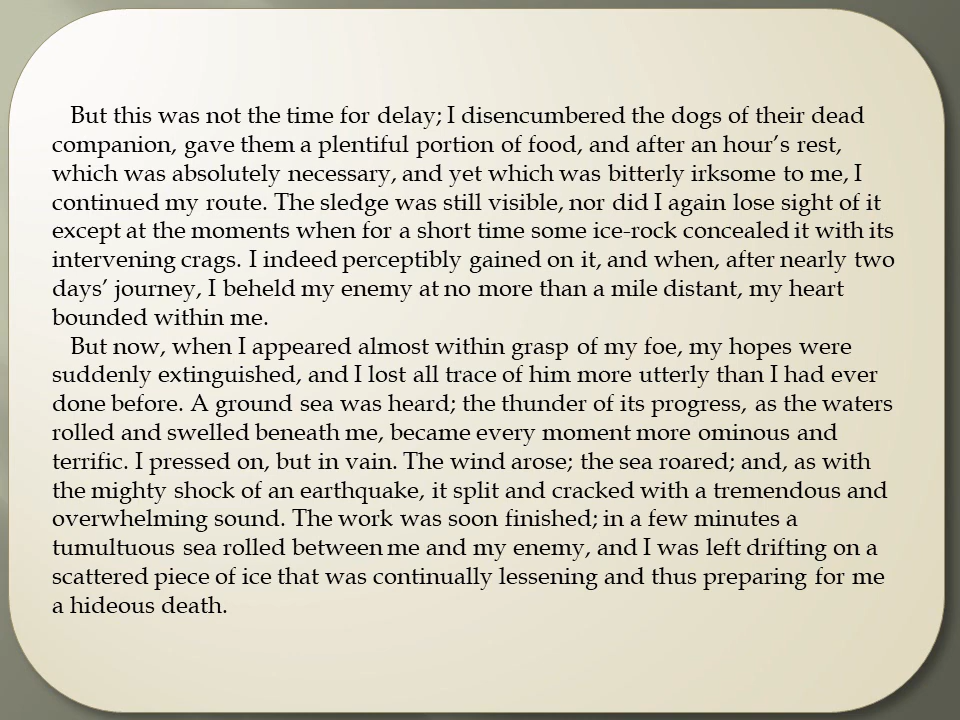 But this was not the time for delay; I disencumbered the dogs of their dead
companion, gave them a plentiful portion of food, and after an hour’s rest,
which was absolutely necessary, and yet which was bitterly irksome to me, I
continued my route. The sledge was still visible, nor did I again lose sight of it
except at the moments when for a short time some ice-rock concealed it with its
intervening crags. I indeed perceptibly gained on it, and when, after nearly two
days’ journey, I beheld my enemy at no more than a mile distant, my heart
bounded within me.
But now, when I appeared almost within grasp of my foe, my hopes were
suddenly extinguished, and I lost all trace of him more utterly than I had ever
done before. A ground sea was heard; the thunder of its progress, as the waters
rolled and swelled beneath me, became every moment more ominous and
terrific. I pressed on, but in vain. The wind arose; the sea roared; and, as with
the mighty shock of an earthquake, it split and cracked with a tremendous and
overwhelming sound. The work was soon finished; in a few minutes a
tumultuous sea rolled between me and my enemy, and I was left drifting on a
scattered piece of ice that was continually lessening and thus preparing for me
a hideous death.